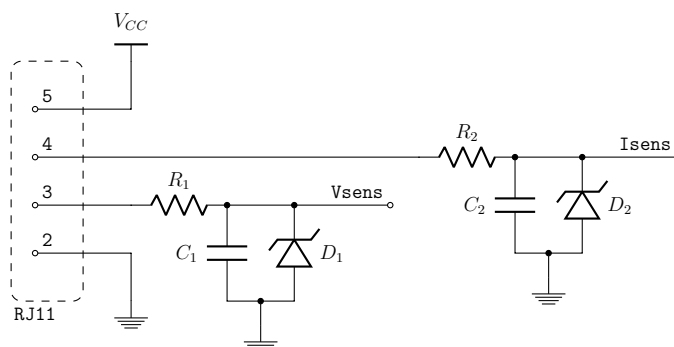 V_CC
5
4
R_2
Isens
3
R_1
Vsens
C_2
D_2
2
C_1
D_1
RJ11